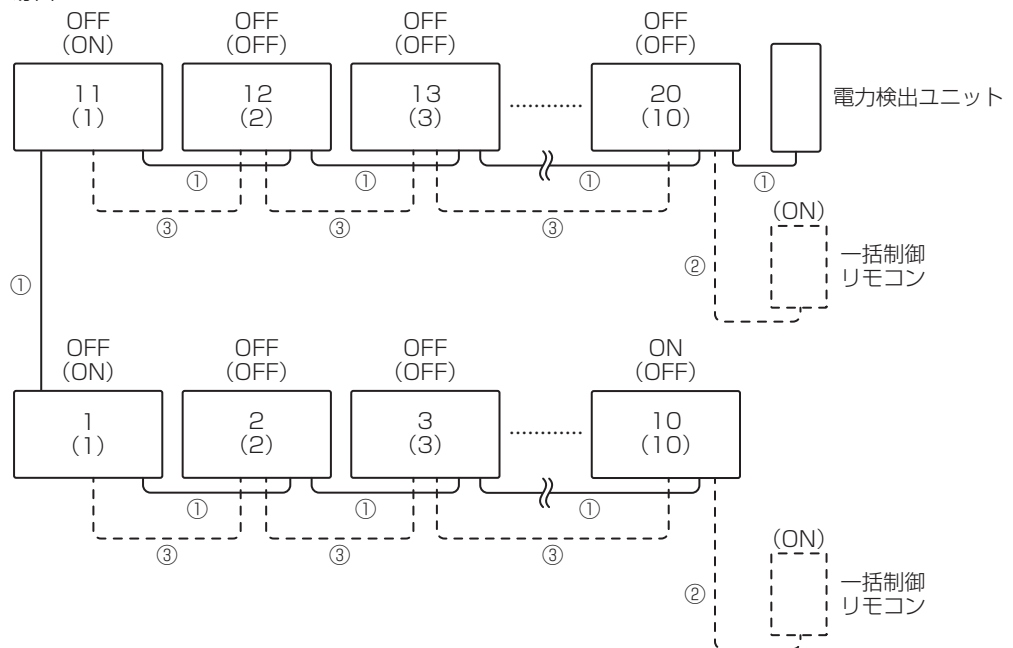 OFF
(ON)
OFF
(OFF)
OFF
(OFF)
OFF
(OFF)
11
(1)
12
(2)
13
(3)
............
20
(10)
電力検出ユニット
①
①
①
①
③
③
③
(ON)
②
一括制御
リモコン
①
OFF
(ON)
OFF
(OFF)
OFF
(OFF)
ON
(OFF)
1
(1)
2
(2)
3
(3)
............
10
(10)
①
①
①
③
③
③
(ON)
②
一括制御
リモコン